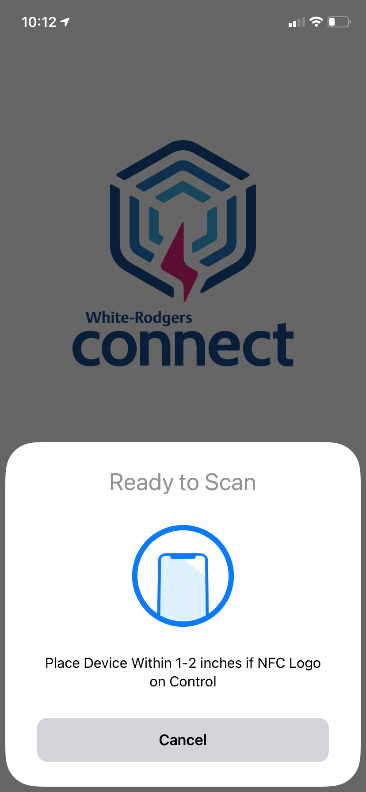 10:12
White-Rodgers
connect
Ready to Scan
Place Device Within 1-2 inches if NFC Logo
on Control
Cancel